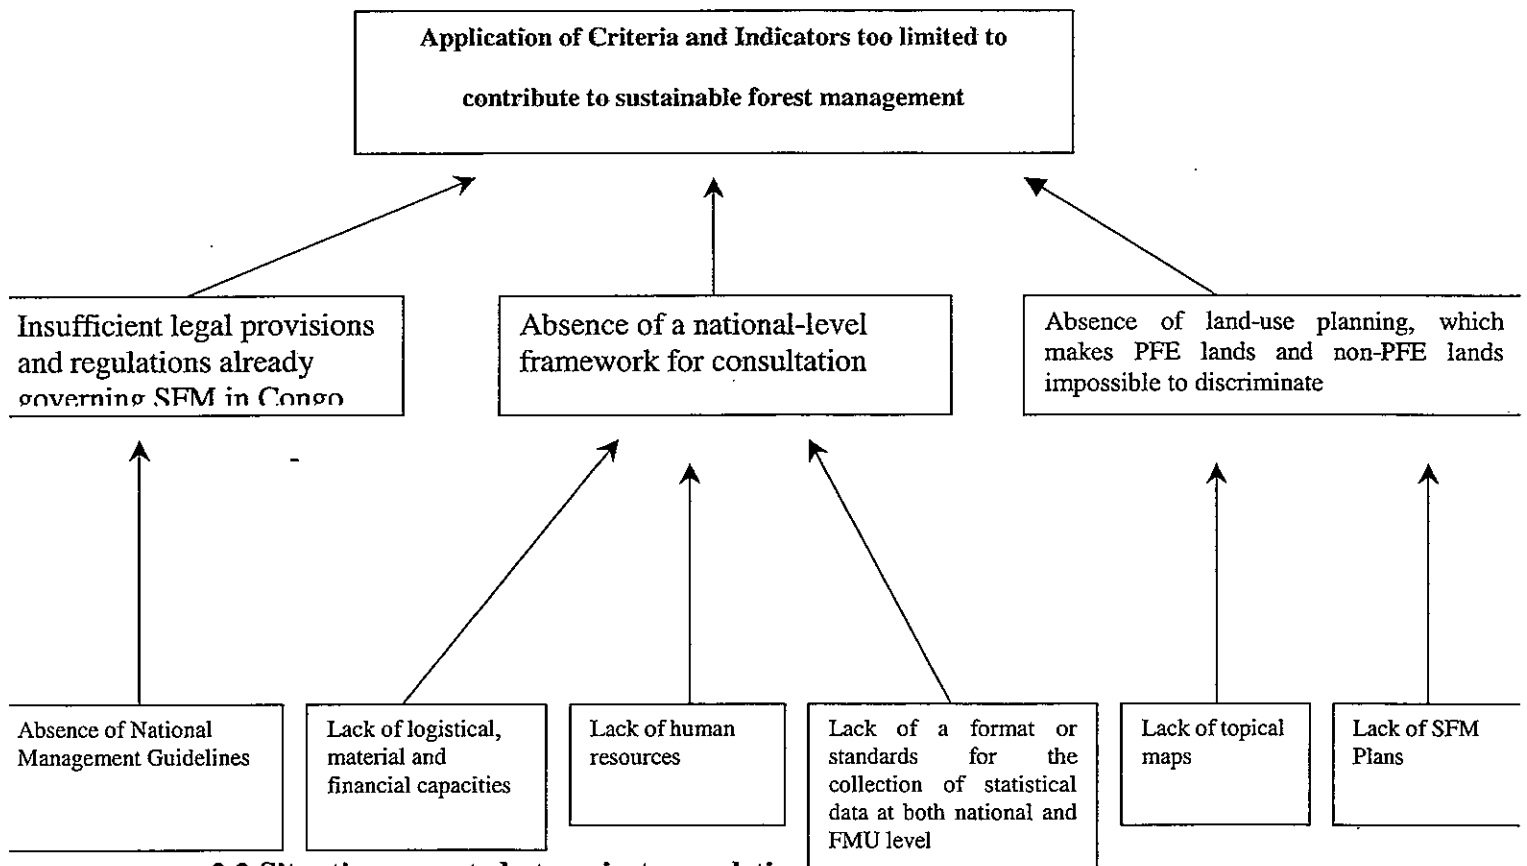 Application of Criteria and Indicators too limited to
contribute to sustainable forest management
Insufficient legal provisions
and regulations already
governing SFM in Congo
Absence of a national-level
framework for consultation
Absence of land-use planning, which
makes PFE lands and non-PFE lands
impossible to discriminate
Absence of National
Management Guidelines
Lack of logistical,
material and
financial capacities
Lack of human
resources
Lack of a format or
standards for the
collection of statistical
data at both national and
FMU level
Lack of topical
maps
Lack of SFM
Plans